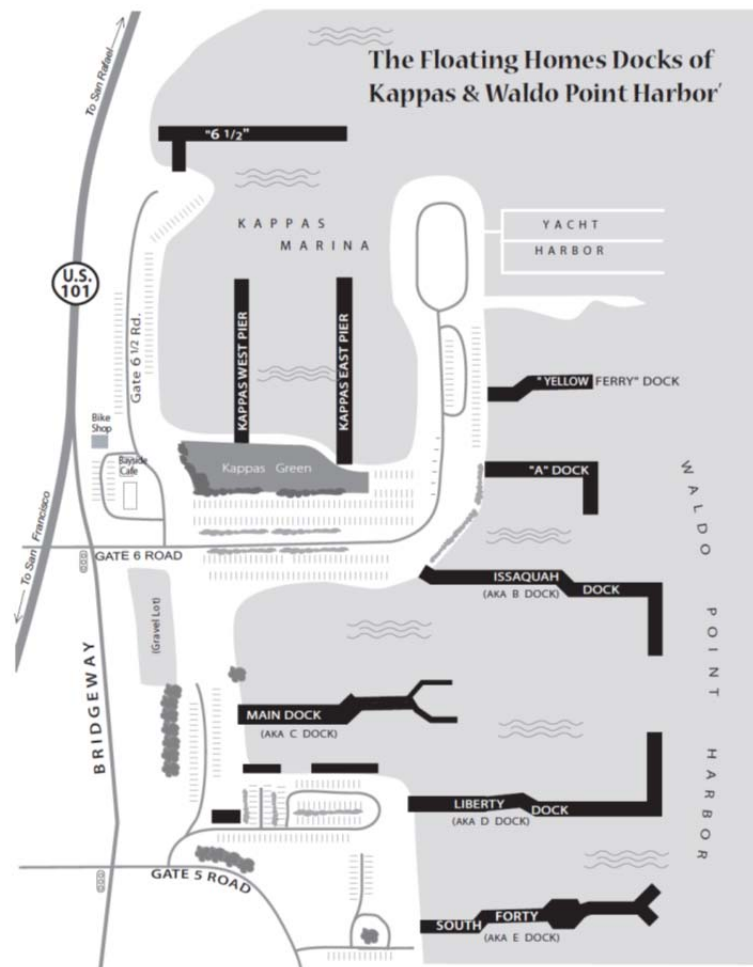 The Floating Homes Docks of
Kappas & Waldo Point Harbor'
To San Rafael
"6 1/2"
KAPPAS
MARINA
YACHT
HARBOR
U.S.
101
Gate 6 1/2 Rd.
KAPPAS WEST PIER
KAPPAS EAST PIER
"YELLOW FERRY" DOCK
Bike
Shop
Bayside
Cafe
Kappas Green
"A" DOCK
WALDO POINT HARBOR
To San Francisco
GATE 6 ROAD
ISSAQUAH DOCK
(AKA B DOCK)
(Gravel Lot)
BRIDGEWAY
MAIN DOCK
(AKA C DOCK)
LIBERTY DOCK
(AKA D DOCK)
GATE 5 ROAD
SOUTH FORTY
(AKA E DOCK)